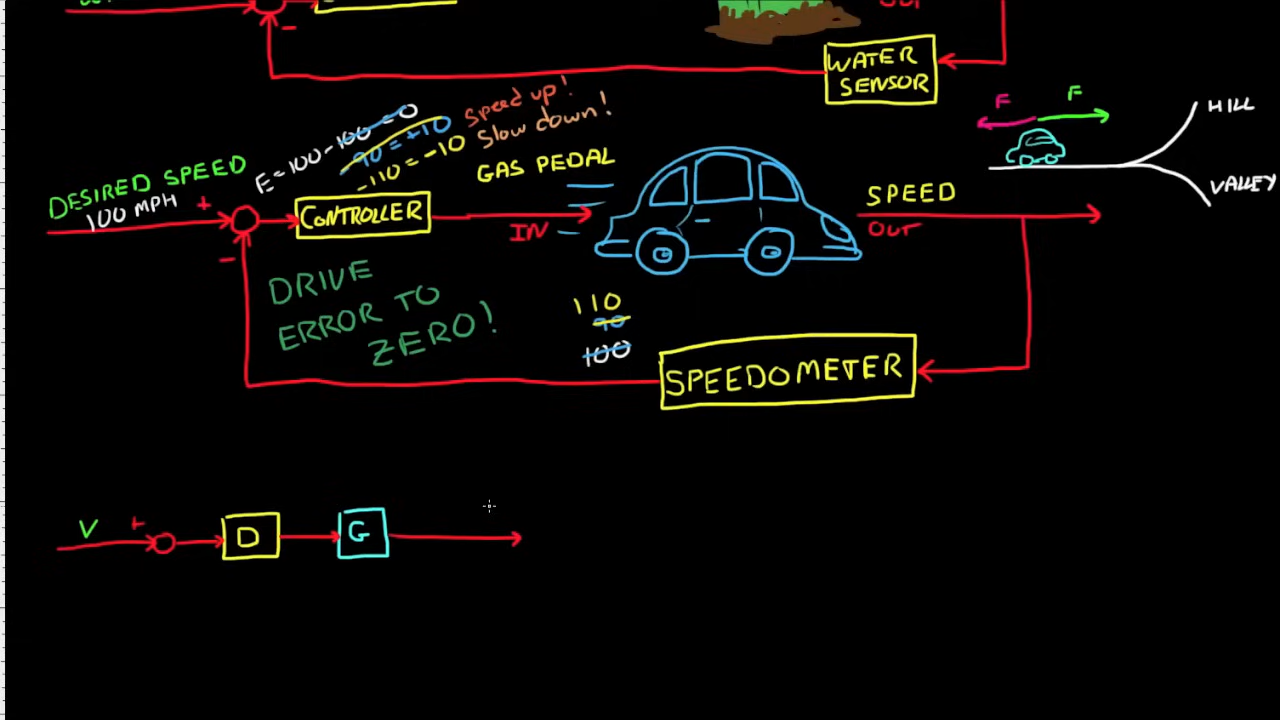 OUT
−
WATER
SENSOR
F
F
HILL
VALLEY
E=100-100=0
90=+10
-110=-10
Speed up!
Slow down!
DESIRED SPEED
100 MPH
+
−
CONTROLLER
GAS PEDAL
IN
SPEED
OUT
DRIVE
ERROR TO
ZERO!
110
90
100
SPEEDOMETER
V
+
D
G